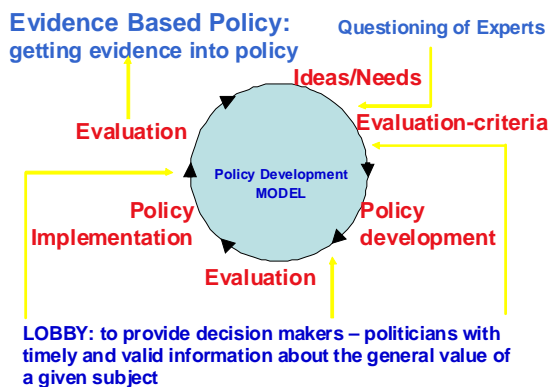 Evidence Based Policy:
getting evidence into policy
Questioning of Experts
Ideas/Needs
Evaluation
Evaluation-criteria
Policy Development
MODEL
Policy
Implementation
Policy
development
Evaluation
LOBBY: to provide decision makers – politicians with
timely and valid information about the general value of
a given subject